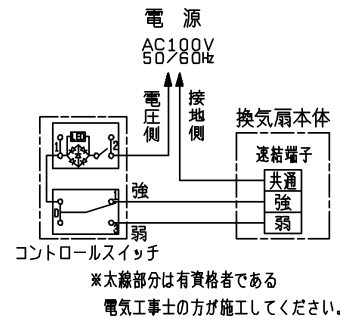 電 源
AC100V
50/60Hz
電圧側
接地側
換気扇本体
速結端子
共通
強
弱
LED
1
2
強
1
0
3
弱
コントロールスイッチ
※太線部分は有資格者である
電気工事士の方が施工してください。